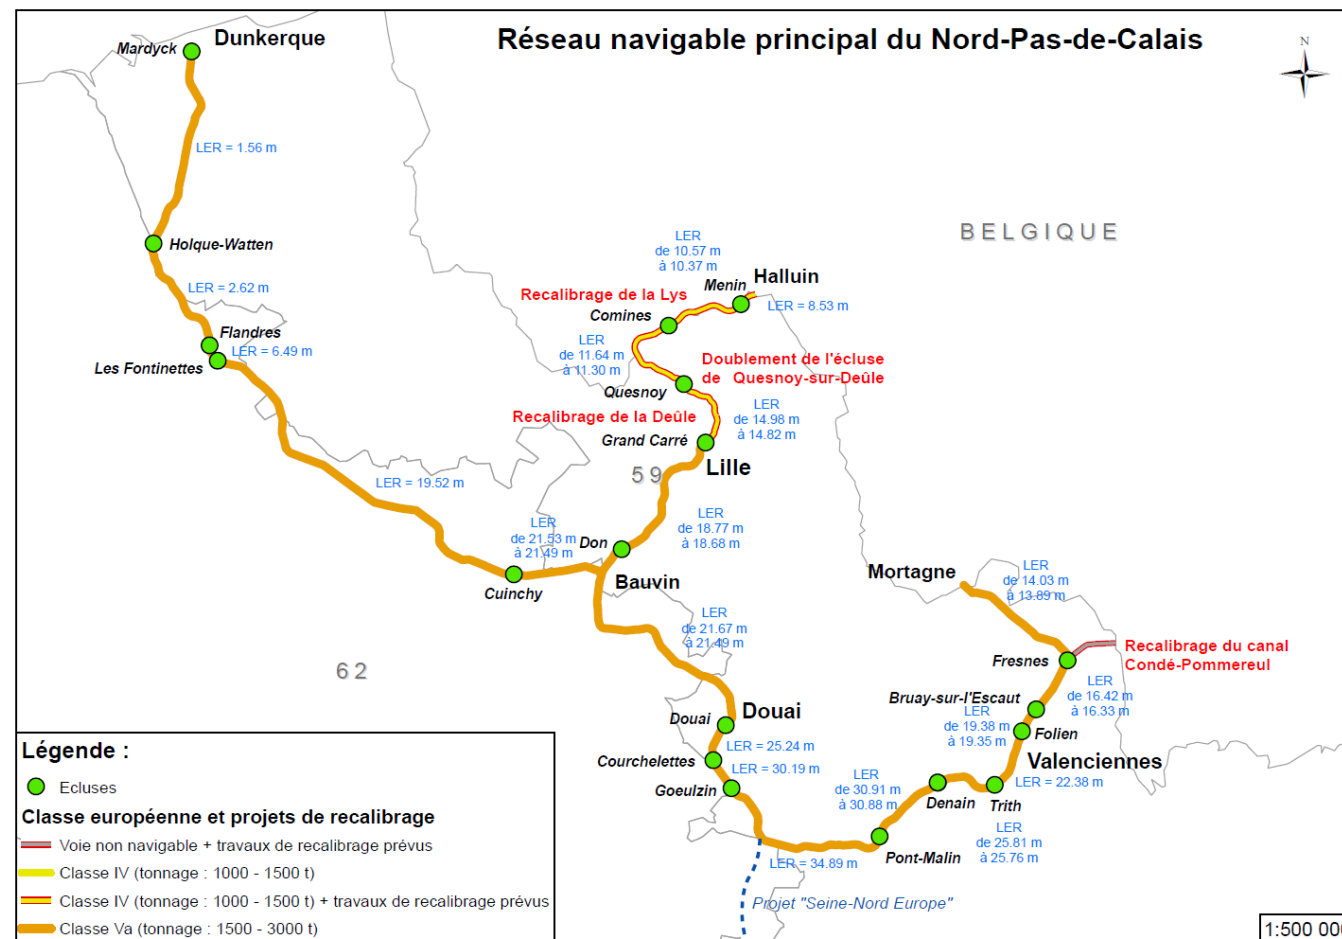 Réseau navigable principal du Nord-Pas-de-Calais
N
Mardyck
Dunkerque
LER = 1.56 m
Holque-Watten
LER = 2.62 m
Flandres
LER = 6.49 m
Les Fontinettes
LER = 19.52 m
BELGIQUE
LER
de 10.57 m
à 10.37 m
Halluin
Menin
LER = 8.53 m
Recalibrage de la Lys
Comines
LER
de 11.64 m
à 11.30 m
Doublement de l'écluse
de Quesnoy-sur-Deûle
Quesnoy
Recalibrage de la Deûle
LER
de 14.98 m
à 14.82 m
Grand Carré
Lille
59
LER
de 18.77 m
à 18.68 m
LER
de 21.53 m
à 21.49 m
Don
Bauvin
Cuinchy
62
LER
de 21.67 m
à 21.49 m
Mortagne
LER
de 14.03 m
à 13.89 m
Fresnes
Recalibrage du canal
Condé-Pommereul
LER
de 16.42 m
à 16.33 m
Bruay-sur-l'Escaut
LER
de 19.38 m
à 19.35 m
Folien
Valenciennes
LER = 22.38 m
Douai
Douai
LER = 25.24 m
Courchelettes
LER = 30.19 m
Goeulzin
LER
de 30.91 m
à 30.88 m
Denain
Trith
LER
de 25.81 m
à 25.76 m
Pont-Malin
LER = 34.89 m
Projet "Seine-Nord Europe"
Légende :
Ecluses
Classe européenne et projets de recalibrage
Voie non navigable + travaux de recalibrage prévus
Classe IV (tonnage : 1000 - 1500 t)
Classe IV (tonnage : 1000 - 1500 t) + travaux de recalibrage prévus
Classe Va (tonnage : 1500 - 3000 t)
1:500 000